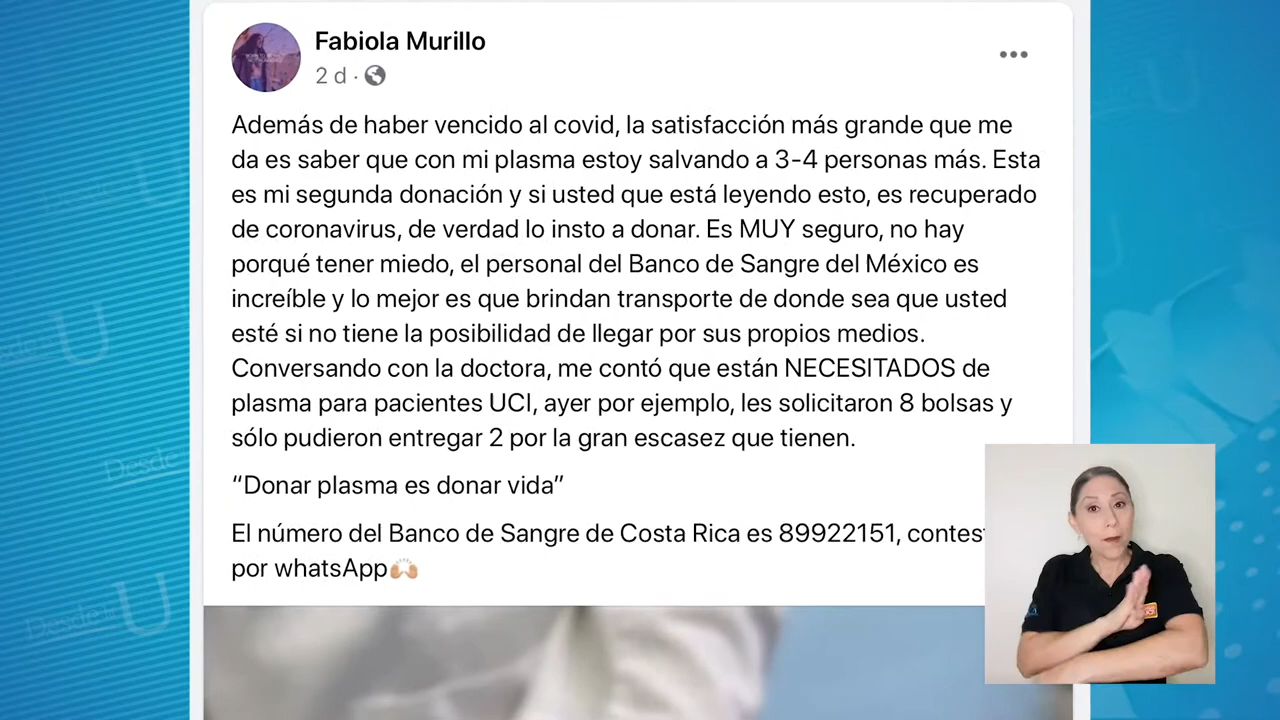 Fabiola Murillo
2 d ·
Además de haber vencido al covid, la satisfacción más grande que me
da es saber que con mi plasma estoy salvando a 3-4 personas más. Esta
es mi segunda donación y si usted que está leyendo esto, es recuperado
de coronavirus, de verdad lo insto a donar. Es MUY seguro, no hay
porqué tener miedo, el personal del Banco de Sangre del México es
increíble y lo mejor es que brindan transporte de donde sea que usted
esté si no tiene la posibilidad de llegar por sus propios medios.
Conversando con la doctora, me contó que están NECESITADOS de
plasma para pacientes UCI, ayer por ejemplo, les solicitaron 8 bolsas y
sólo pudieron entregar 2 por la gran escasez que tienen.
“Donar plasma es donar vida”
El número del Banco de Sangre de Costa Rica es 89922151, contest
por whatsApp🙌🏼
Desde
U
Desde la
U